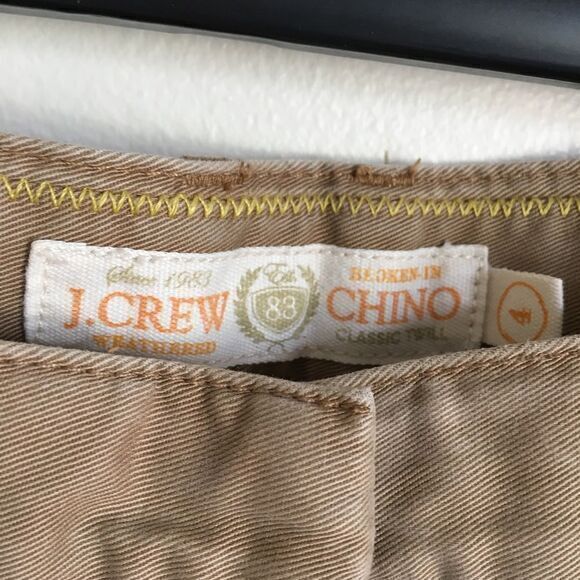 Since 1983
J.CREW
WEATHERED
Est.
83
BROKEN-IN
CHINO
CLASSIC TWILL
4